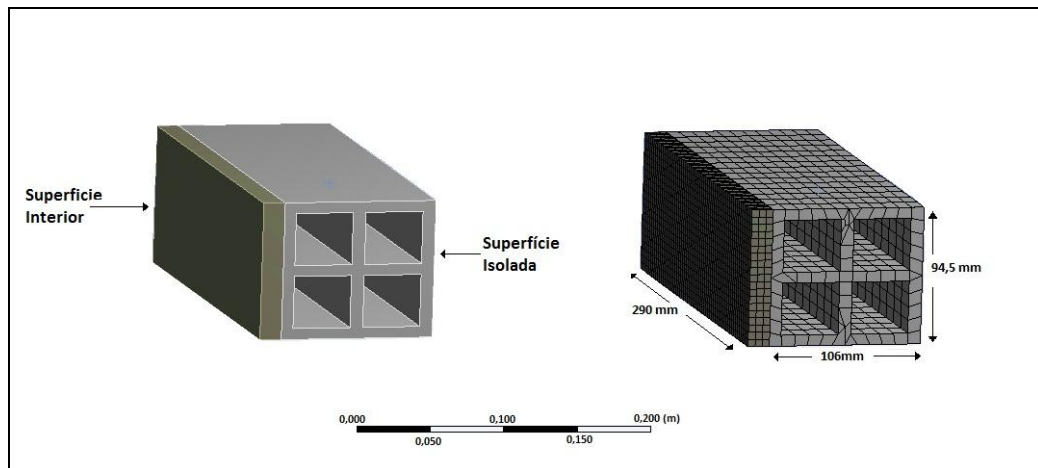 Superficie
Interior
Superfície
Isolada
94,5 mm
290 mm
106mm
0,000
0,100
0,200 (m)
0,050
0,150